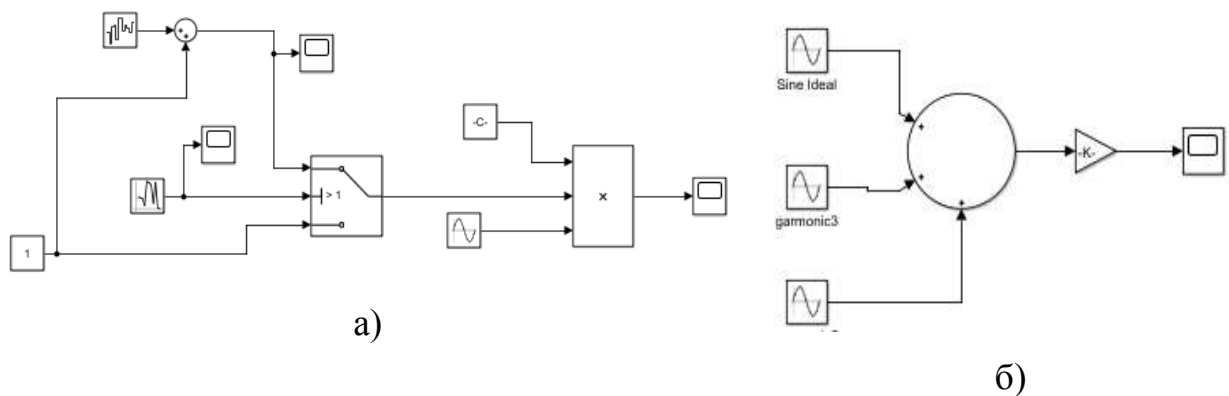 -C-
> 1
×
1
а)
Sine Ideal
garmonic3
-K-
б)